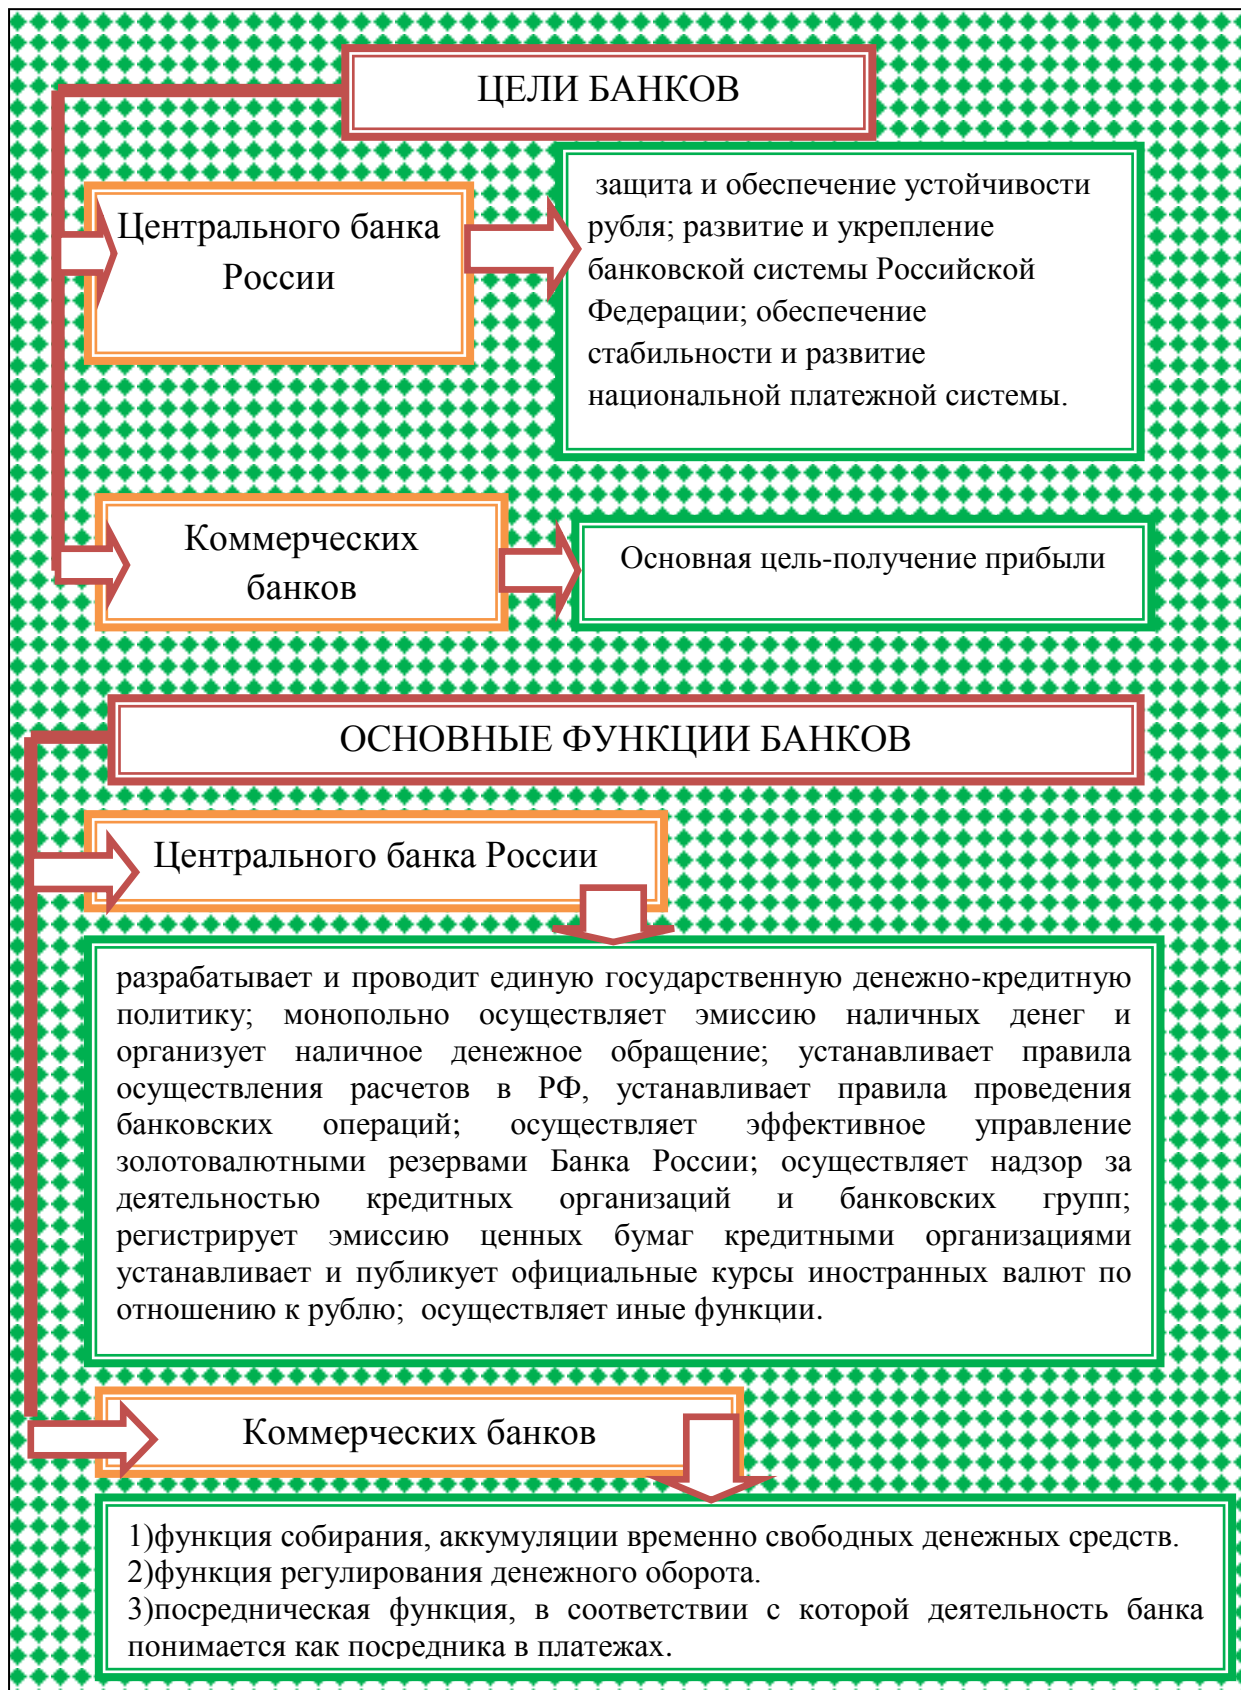 ЦЕЛИ БАНКОВ
Центрального банка
России
защита и обеспечение устойчивости
рубля; развитие и укрепление
банковской системы Российской
Федерации; обеспечение
стабильности и развитие
национальной платежной системы.
Коммерческих
банков
Основная цель-получение прибыли
ОСНОВНЫЕ ФУНКЦИИ БАНКОВ
Центрального банка России
разрабатывает и проводит единую государственную денежно-кредитную
политику; монопольно осуществляет эмиссию наличных денег и
организует наличное денежное обращение; устанавливает правила
осуществления расчетов в РФ, устанавливает правила проведения
банковских операций; осуществляет эффективное управление
золотовалютными резервами Банка России; осуществляет надзор за
деятельностью кредитных организаций и банковских групп;
регистрирует эмиссию ценных бумаг кредитными организациями
устанавливает и публикует официальные курсы иностранных валют по
отношению к рублю; осуществляет иные функции.
Коммерческих банков
1)функция собирания, аккумуляции временно свободных денежных средств.
2)функция регулирования денежного оборота.
3)посредническая функция, в соответствии с которой деятельность банка
понимается как посредника в платежах.